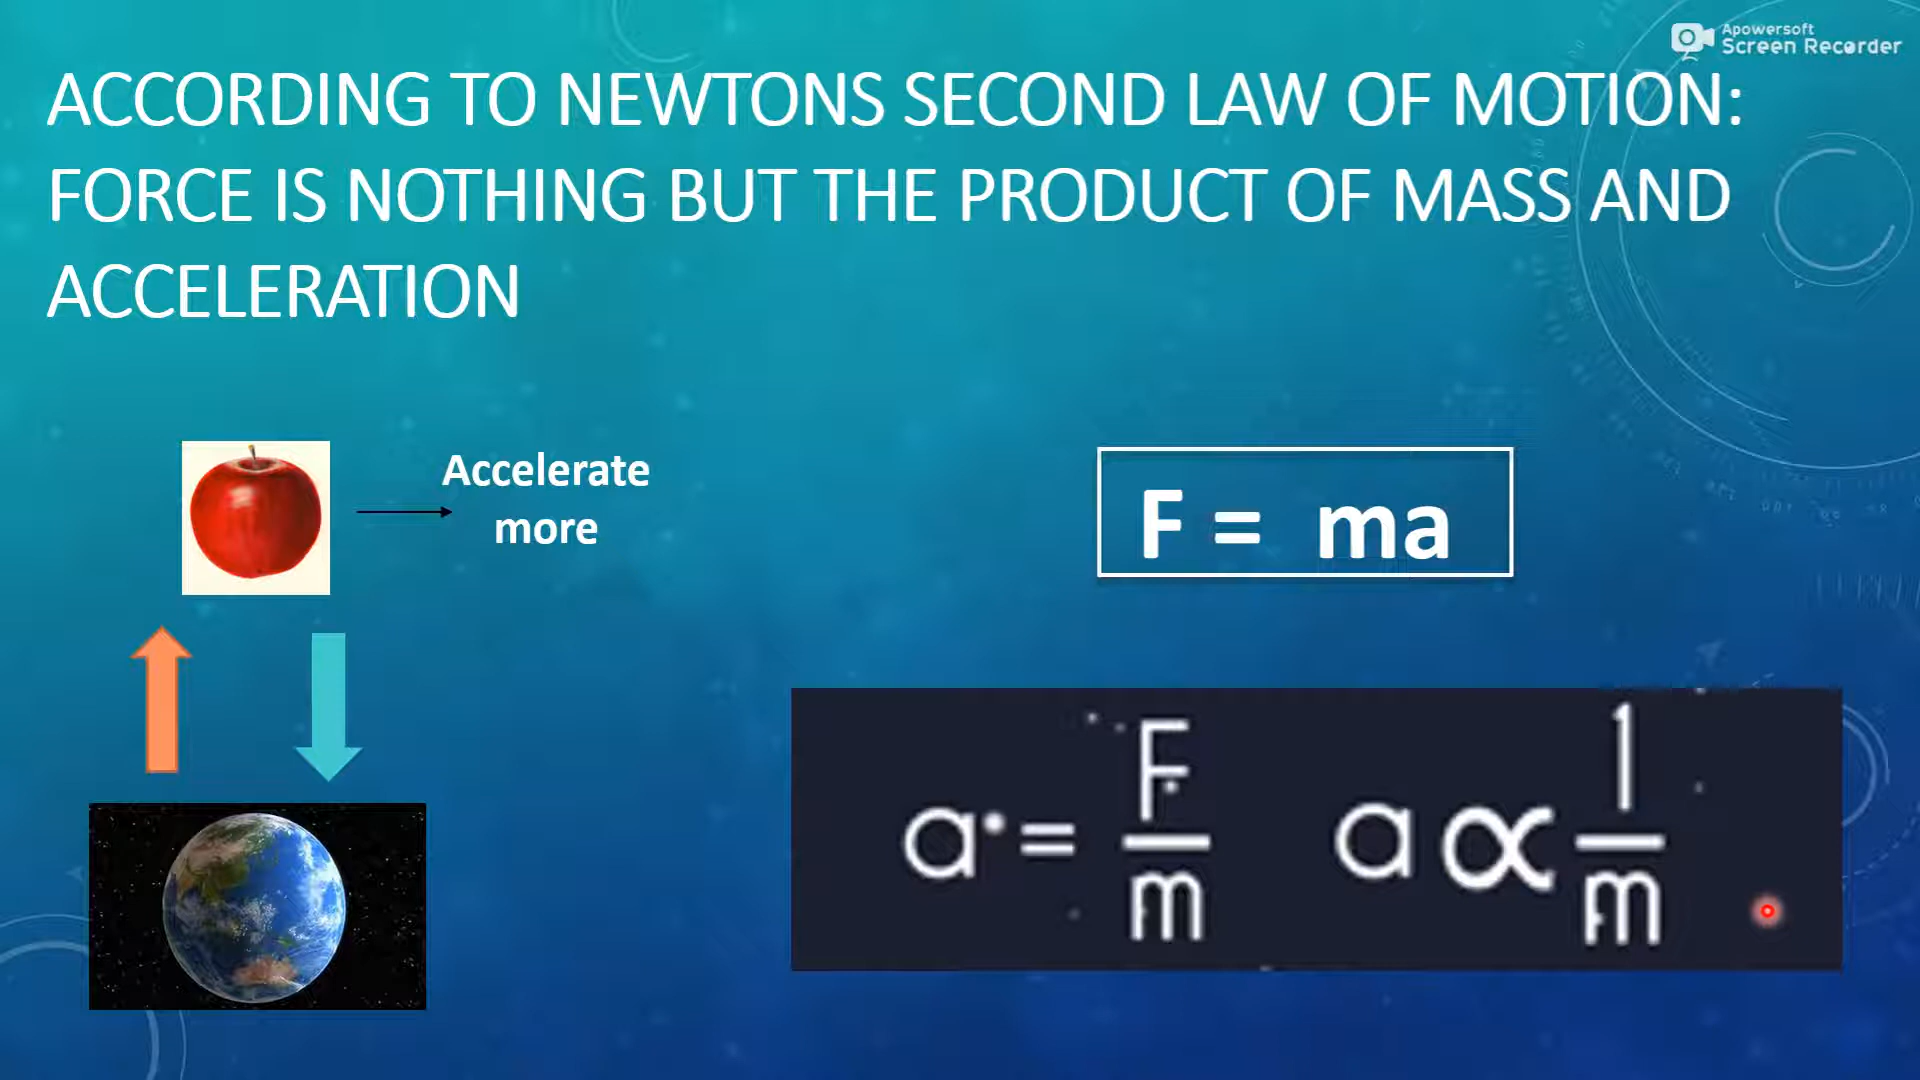 Apowersoft
Screen Recorder
ACCORDING TO NEWTONS SECOND LAW OF MOTION:
FORCE IS NOTHING BUT THE PRODUCT OF MASS AND
ACCELERATION
Accelerate
more
F = ma
a = F/m a ∝ 1/m